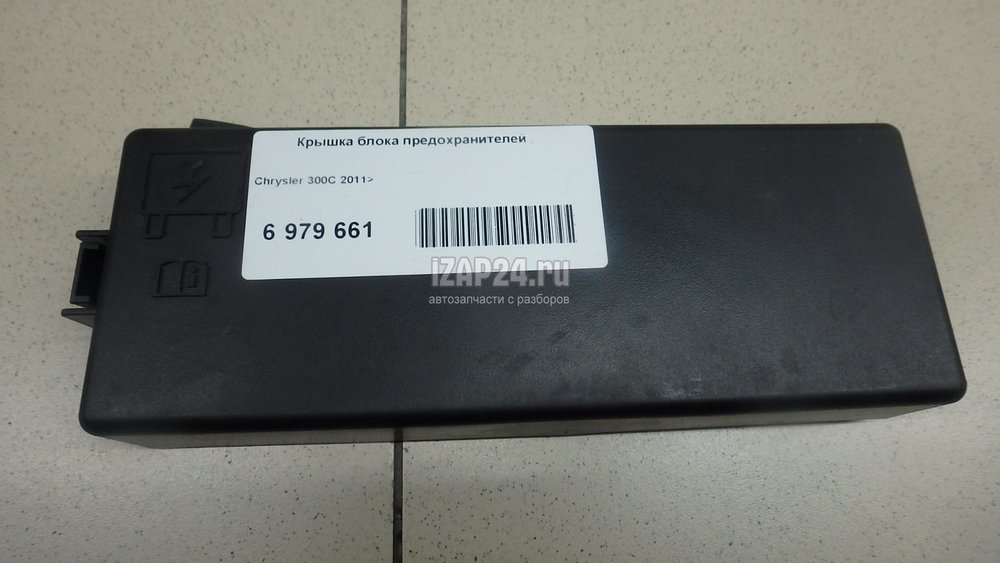 Крышка блока предохранителей
Chrysler 300C 2011>
6 979 661
iZAP24.ru
автозапчасти с разборов